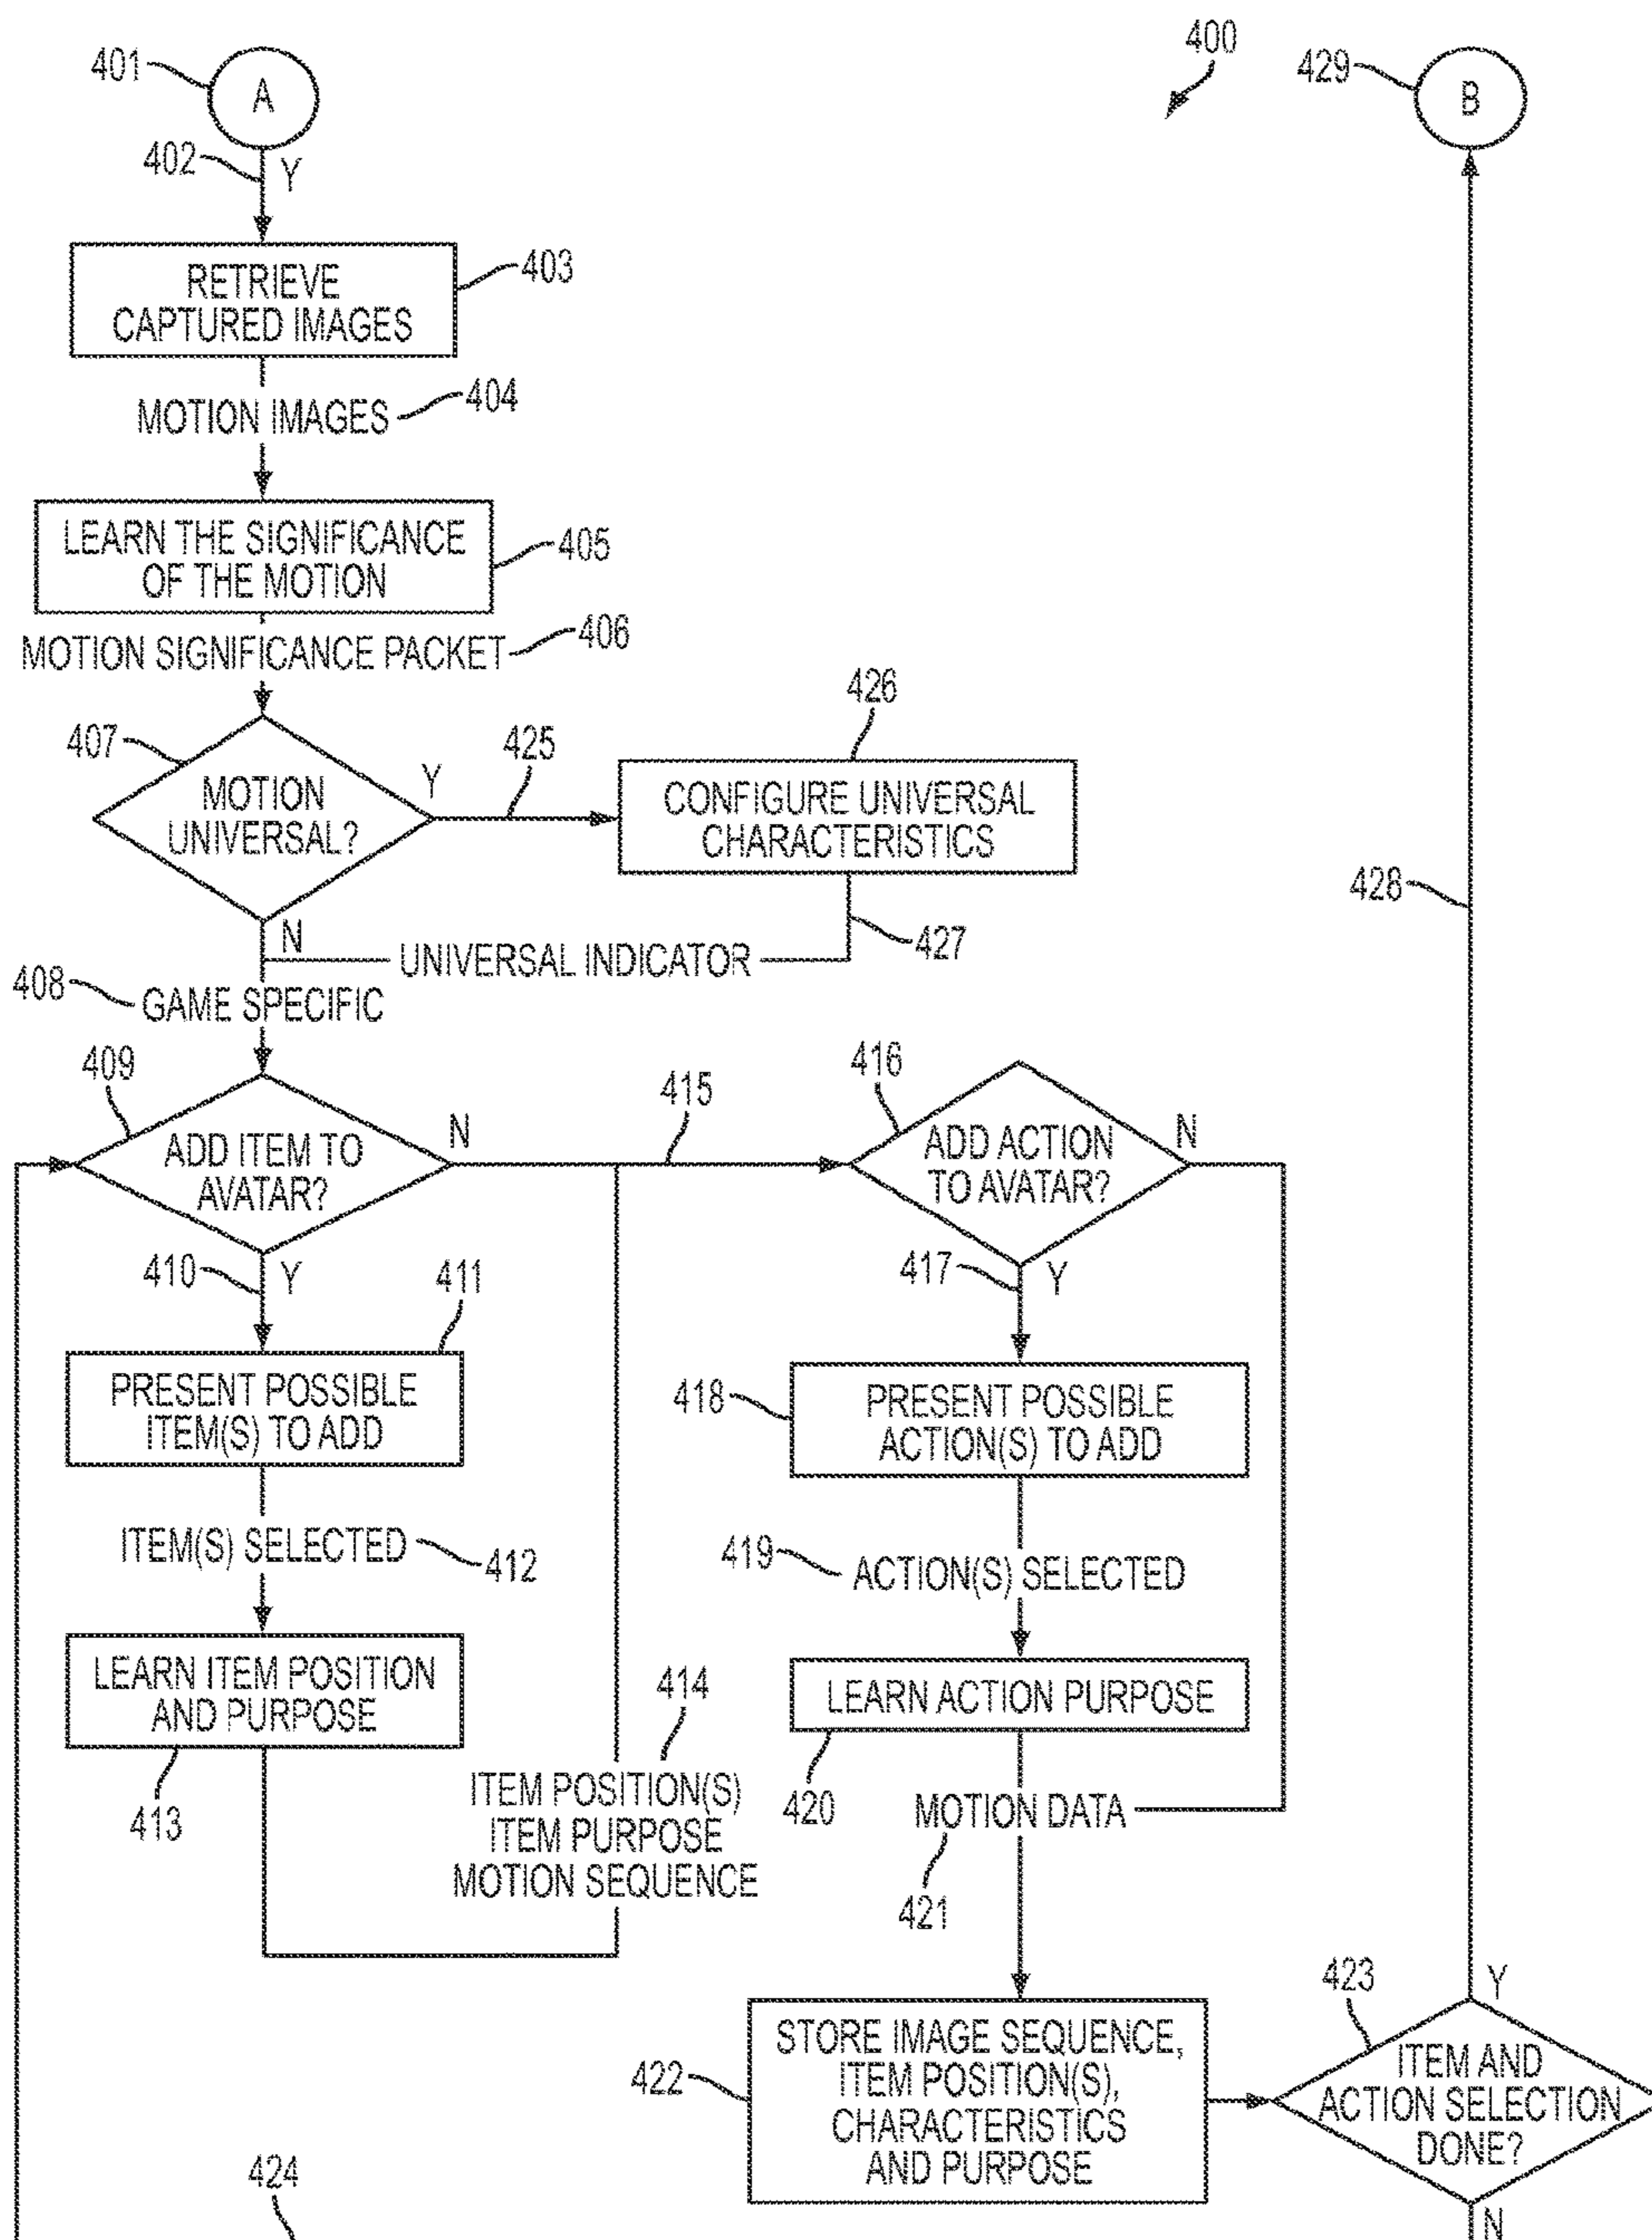 400
401
A
402
Y
RETRIEVE
CAPTURED IMAGES
403
MOTION IMAGES
404
LEARN THE SIGNIFICANCE
OF THE MOTION
405
MOTION SIGNIFICANCE PACKET
406
407
MOTION
UNIVERSAL?
Y
425
426
CONFIGURE UNIVERSAL
CHARACTERISTICS
N
UNIVERSAL INDICATOR
427
408
GAME SPECIFIC
409
ADD ITEM TO
AVATAR?
N
415
410
Y
411
PRESENT POSSIBLE
ITEM(S) TO ADD
ITEM(S) SELECTED
412
LEARN ITEM POSITION
AND PURPOSE
413
414
ITEM POSITION(S)
ITEM PURPOSE
MOTION SEQUENCE
416
ADD ACTION
TO AVATAR?
N
417
Y
418
PRESENT POSSIBLE
ACTION(S) TO ADD
419
ACTION(S) SELECTED
LEARN ACTION PURPOSE
420
MOTION DATA
421
422
STORE IMAGE SEQUENCE,
ITEM POSITION(S),
CHARACTERISTICS
AND PURPOSE
423
ITEM AND
ACTION SELECTION
DONE?
Y
N
424
428
429
B